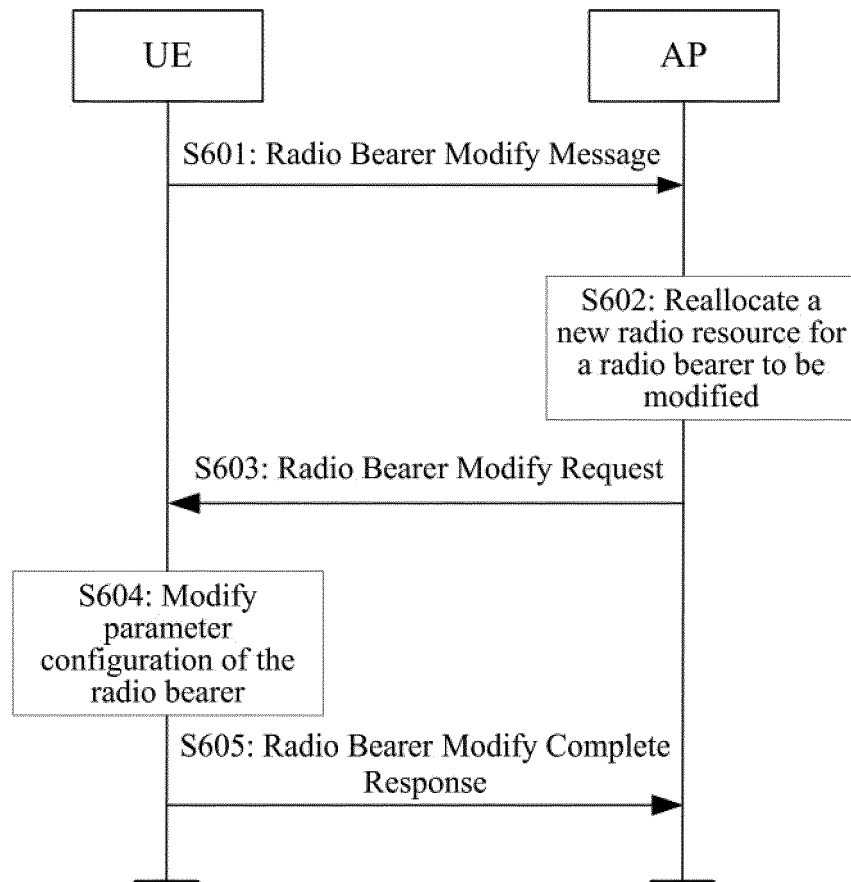 UE
AP
S601: Radio Bearer Modify Message
S602: Reallocate a
new radio resource for
a radio bearer to be
modified
S603: Radio Bearer Modify Request
S604: Modify
parameter
configuration of the
radio bearer
S605: Radio Bearer Modify Complete
Response